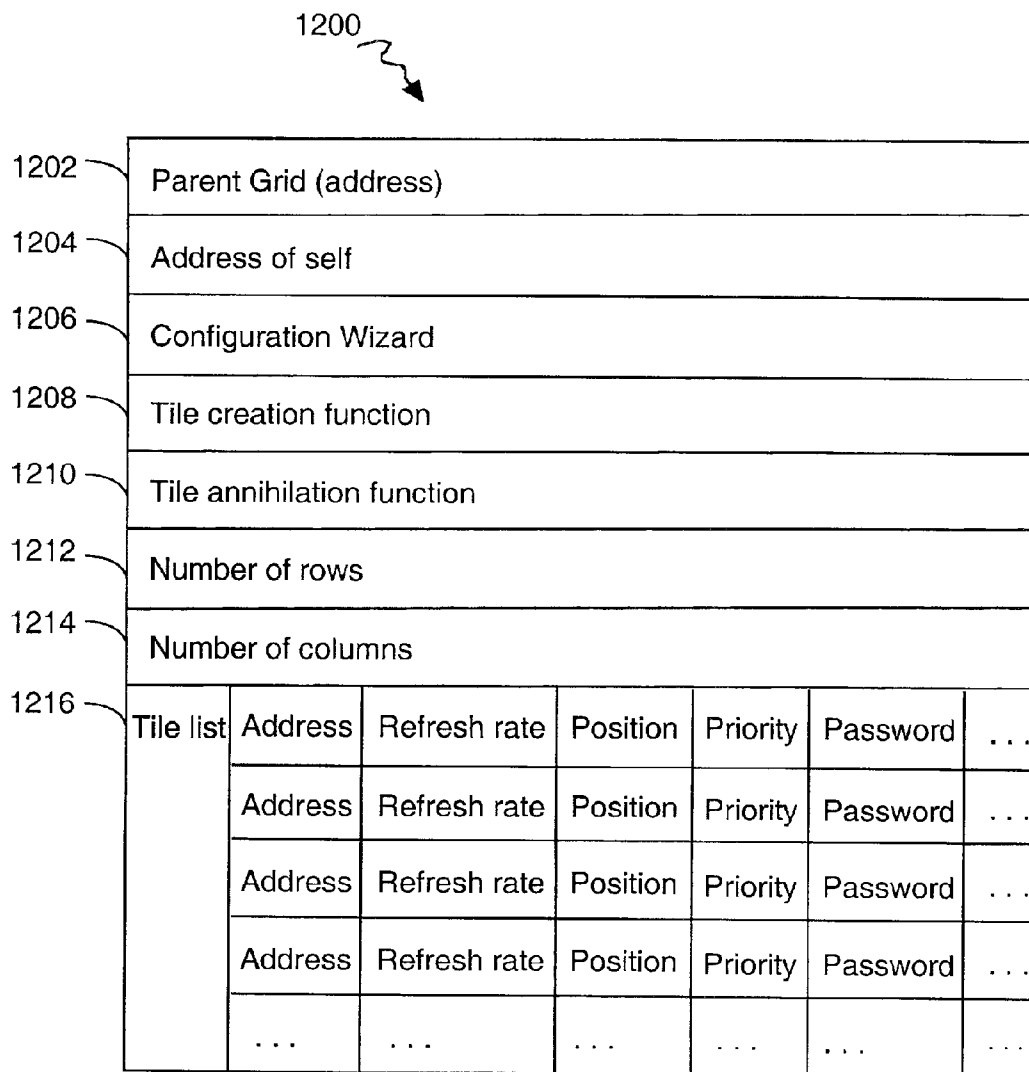 1200
1202 Parent Grid (address)
1204 Address of self
1206 Configuration Wizard
1208 Tile creation function
1210 Tile annihilation function
1212 Number of rows
1214 Number of columns
1216 Tile list Address Refresh rate Position Priority Password ...
Address Refresh rate Position Priority Password ...
Address Refresh rate Position Priority Password ...
Address Refresh rate Position Priority Password ...
... ... ... ... ... ...